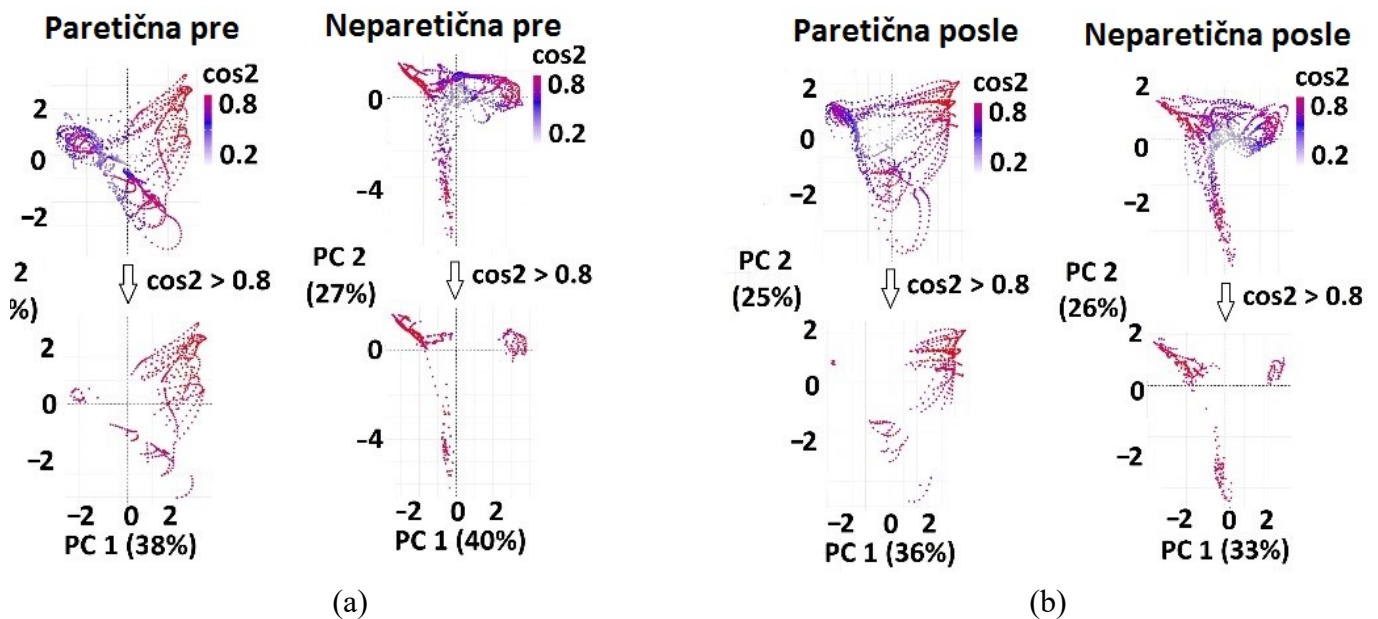 Paretična pre
Neparetična pre
Paretična posle
Neparetična posle
cos2
0.8
0.2
2
0
−2
cos2
0.8
0.2
0
−4
cos2
0.8
0.2
2
0
−2
cos2
0.8
0.2
2
0
−2
2
%)
cos2 > 0.8
PC 2
(27%)
cos2 > 0.8
PC 2
(25%)
cos2 > 0.8
PC 2
(26%)
cos2 > 0.8
2
0
−2
−2 0 2
PC 1 (38%)
0
−4
−2 0 2
PC 1 (40%)
2
0
−2
−2 0 2
PC 1 (36%)
2
0
−2
−2 0 2
PC 1 (33%)
(a)
(b)